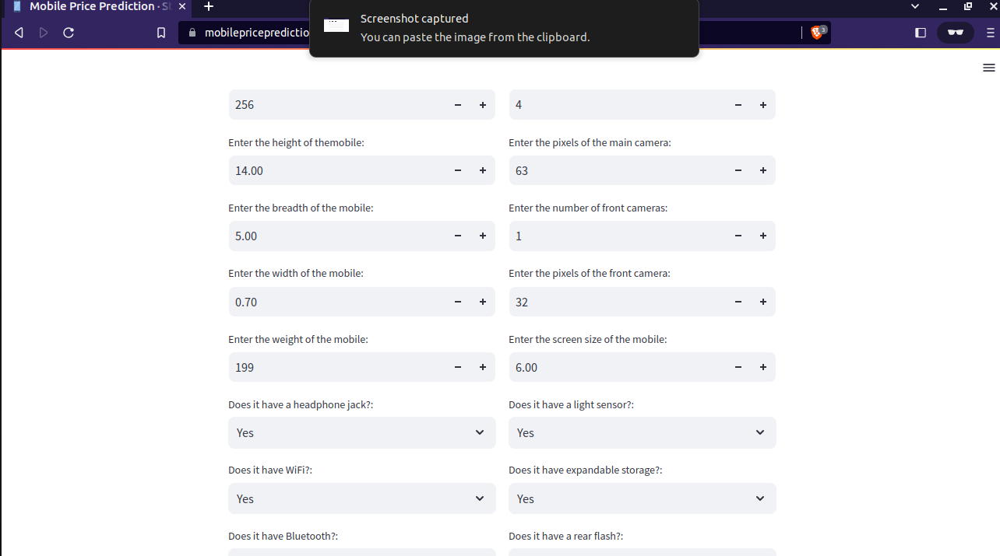 Mobile Price Prediction · St
Screenshot captured
You can paste the image from the clipboard.
mobilepricepredictio
3
256
4
Enter the height of themobile:
Enter the pixels of the main camera:
14.00
63
Enter the breadth of the mobile:
Enter the number of front cameras:
5.00
1
Enter the width of the mobile:
Enter the pixels of the front camera:
0.70
32
Enter the weight of the mobile:
Enter the screen size of the mobile:
199
6.00
Does it have a headphone jack?:
Does it have a light sensor?:
Yes
Yes
Does it have WiFi?:
Does it have expandable storage?:
Yes
Yes
Does it have Bluetooth?:
Does it have a rear flash?: